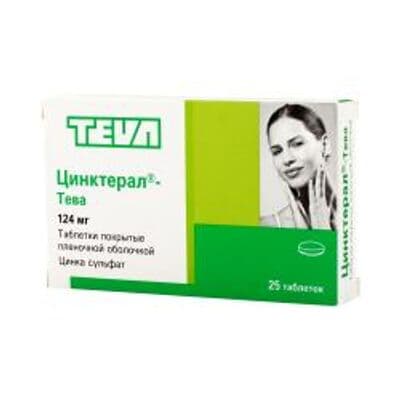 TEVA
Цинктерал®-
Тева
124 мг
Таблетки покрытые
пленочной оболочкой
Цинка сульфат
25 таблеток
Цинктерал®-Тева